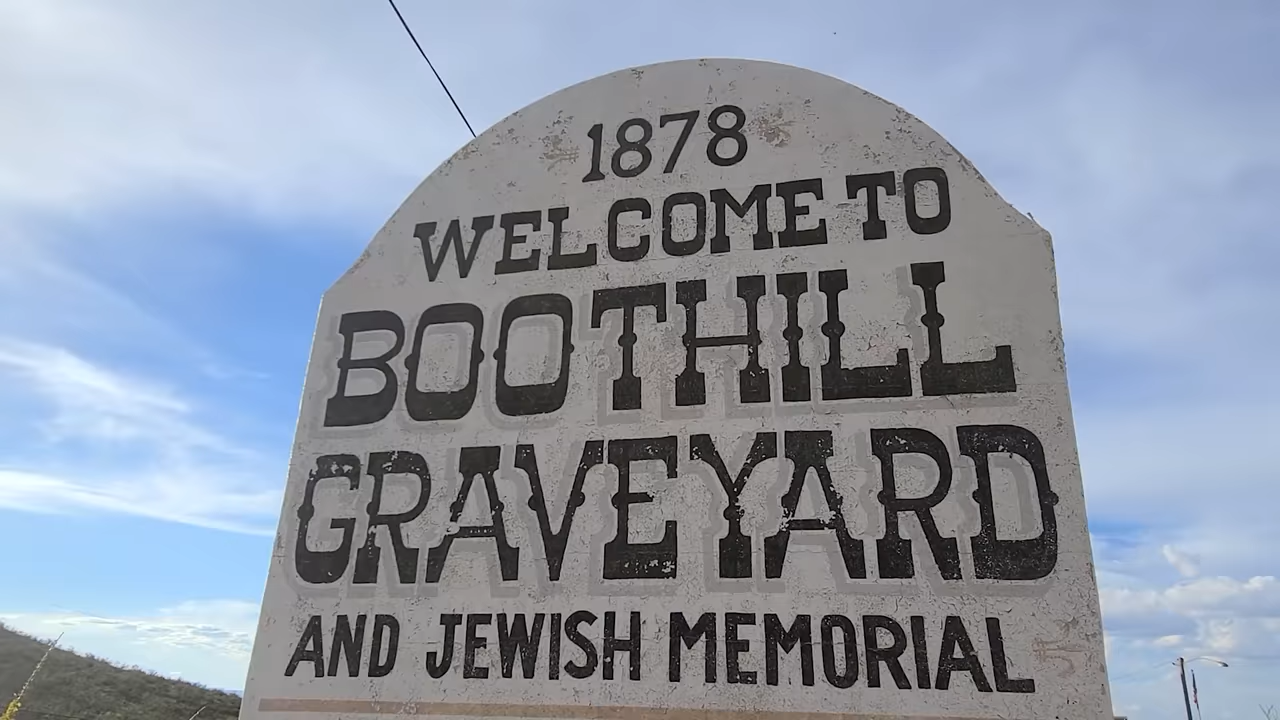 1878
WELCOME TO
BOOTHILL
GRAVEYARD
AND JEWISH MEMORIAL